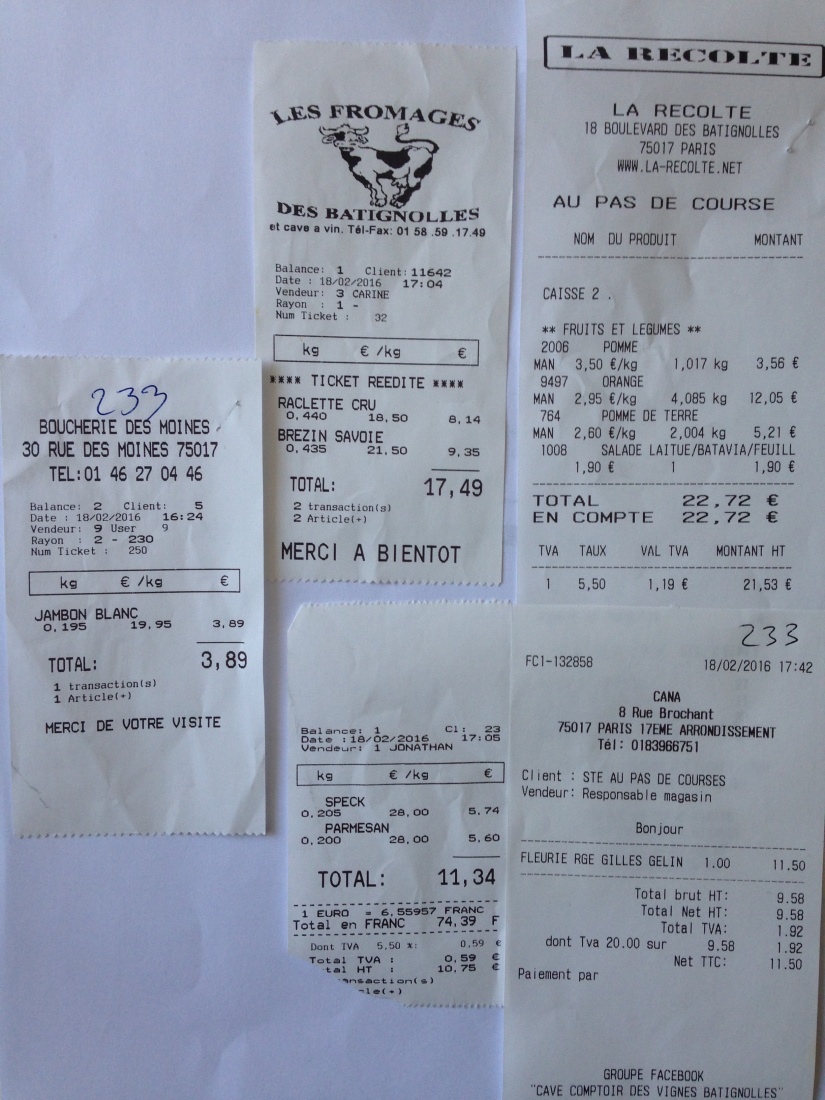 233
BOUCHERIE DES MOINES
30 RUE DES MOINES 75017
TEL:01 46 27 04 46
Balance: 2 Client: 5
Date : 18/02/2016 16:24
Vendeur: 9 User 9
Rayon : 2 - 230
Num Ticket : 250
kg €/kg €
JAMBON BLANC
0,195 19,95 3,89
TOTAL: 3,89
1 transaction(s)
1 Article(+)
MERCI DE VOTRE VISITE
LES FROMAGES
DES BATIGNOLLES
et cave a vin. Tél-Fax: 01 58 .59 .17.49
Balance: 1 Client: 11642
Date : 18/02/2016 17:04
Vendeur: 3 CARINE
Rayon : 1 -
Num Ticket : 32
kg €/kg €
**** TICKET REEDITE ****
RACLETTE CRU
0,440 18,50 8,14
BREZIN SAVOIE
0,435 21,50 9,35
TOTAL: 17,49
2 transaction(s)
2 Article(+)
MERCI A BIENTOT
LA RECOLTE
LA RECOLTE
18 BOULEVARD DES BATIGNOLLES
75017 PARIS
WWW.LA-RECOLTE.NET
AU PAS DE COURSE
NOM DU PRODUIT MONTANT
CAISSE 2 .
** FRUITS ET LEGUMES **
2006 POMME
MAN 3,50 €/kg 1,017 kg 3,56 €
9497 ORANGE
MAN 2,95 €/kg 4,085 kg 12,05 €
764 POMME DE TERRE
MAN 2,60 €/kg 2,004 kg 5,21 €
1008 SALADE LAITUE/BATAVIA/FEUILL
1,90 € 1 1,90 €
TOTAL 22,72 €
EN COMPTE 22,72 €
TVA TAUX VAL TVA MONTANT HT
1 5,50 1,19 € 21,53 €
Balance: 1 Cl: 23
Date :18/02/2016 17:05
Vendeur: 1 JONATHAN
kg €/kg €
SPECK
0,205 28,00 5,74
PARMESAN
0,200 28,00 5,60
TOTAL: 11,34
1 EURO = 6,55957 FRANC
Total en FRANC 74,39 F
Dont TVA 5,50 %: 0,59 €
Total TVA : 0,59 €
tal HT : 10,75 €
ansaction(s)
cle(+)
233
FC1-132858 18/02/2016 17:42
CANA
8 Rue Brochant
75017 PARIS 17EME ARRONDISSEMENT
Tél: 0183966751
Client : STE AU PAS DE COURSES
Vendeur: Responsable magasin
Bonjour
FLEURIE RGE GILLES GELIN 1.00 11.50
Total brut HT: 9.58
Total Net HT: 9.58
Total TVA: 1.92
dont Tva 20.00 sur 9.58 1.92
Net TTC: 11.50
Paiement par
GROUPE FACEBOOK
"CAVE COMPTOIR DES VIGNES BATIGNOLLES"